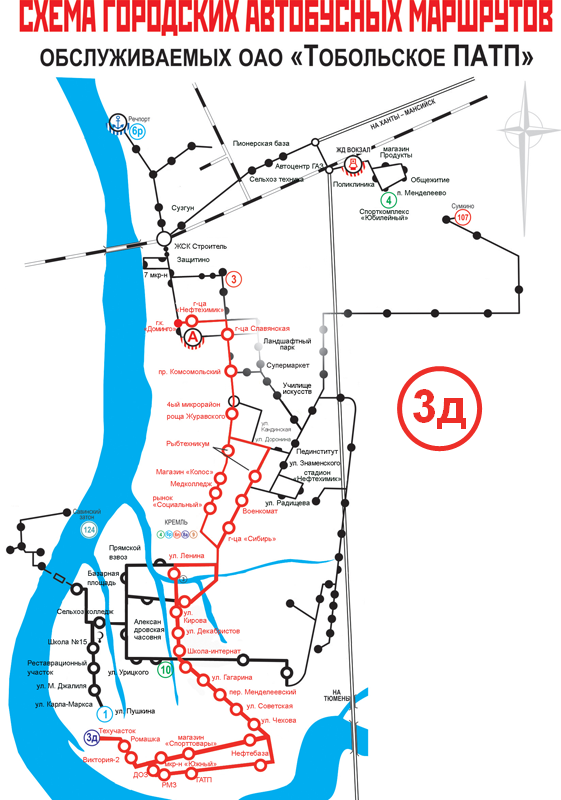 СХЕМА ГОРОДСКИХ АВТОБУСНЫХ МАРШРУТОВ
ОБСЛУЖИВАЕМЫХ ОАО «ТОБОЛЬСКОЕ ПАТП»
Речпорт
6р
НА ХАНТЫ – МАНСИЙСК
Пионерская база
Автоцентр ГАЗ
Сельхоз техника
ЖД ВОКЗАЛ
магазин
Продукты
Поликлиника
Общежитие
п. Менделеево
4
Спорткомплекс
«Юбилейный»
Сумкино
107
Сузгун
ЖСК Строитель
Защитино
7 мкр-н
3
г-ца
«Нефтехимик»
г.к.
«Доминго»
А
г-ца Славянская
Ландшафтный
парк
пр. Комсомольский
Супермаркет
Училище
искусств
3д
4ый микрорайон
роща Журавского
ул.
Кандинская
ул. Доронина
Рыбтехникум
Пединститут
ул. Знаменского
стадион
«Нефтехимик»
Магазин «Колос»
Медколледж
рынок
«Социальный»
ул. Радищева
Военкомат
КРЕМЛЬ
г-ца «Сибирь»
124
Прямской
взвоз
ул. Ленина
Базарная
площадь
Сельхоз колледж
ул.
Кирова
Алексан
дровская
часовня
ул. Декабристов
Школа №15
Школа-интернат
Реставрационный
участок
ул. Урицкого
10
ул. Гагарина
ул. М. Джалиля
пер. Менделеевский
НА
ТЮМЕНЬ
ул. Карла-Маркса
1
ул. Пушкина
ул. Советская
ул. Чехова
3д
Техучасток
Ромашка
магазин
«Спорттовары»
Нефтебаза
Виктория-2
мкр-н «Южный»
ДОЗ
РМЗ
ГАТП